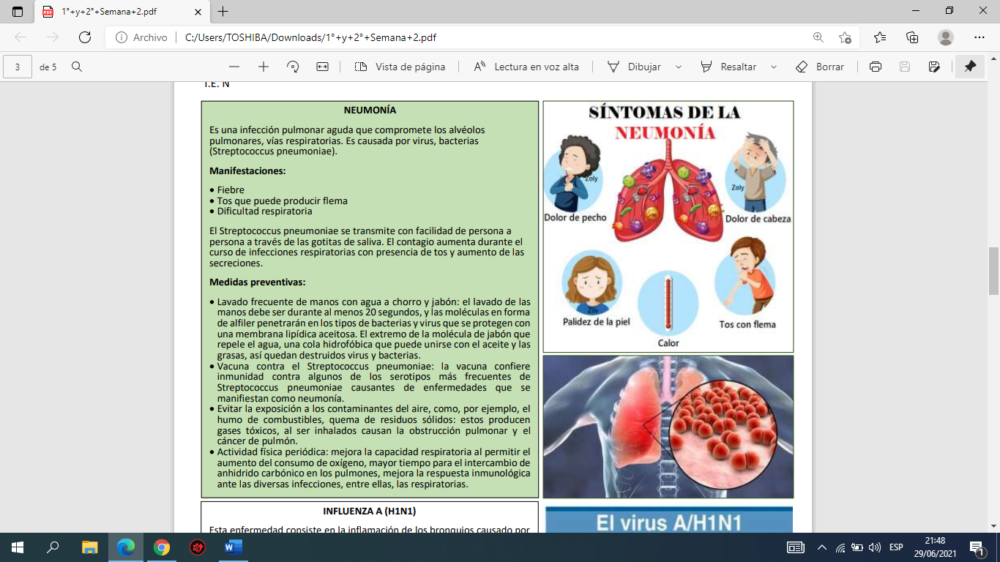 1°+y+2°+Semana+2.pdf
Archivo
C:/Users/TOSHIBA/Downloads/1°+y+2°+Semana+2.pdf
3
de 5
Vista de página
Lectura en voz alta
Dibujar
Resaltar
Borrar
I.E. N
NEUMONÍA
Es una infección pulmonar aguda que compromete los alvéolos
pulmonares, vías respiratorias. Es causada por virus, bacterias
(Streptococcus pneumoniae).
Manifestaciones:
• Fiebre
• Tos que puede producir flema
• Dificultad respiratoria
El Streptococcus pneumoniae se transmite con facilidad de persona a
persona a través de las gotitas de saliva. El contagio aumenta durante el
curso de infecciones respiratorias con presencia de tos y aumento de las
secreciones.
Medidas preventivas:
• Lavado frecuente de manos con agua a chorro y jabón: el lavado de las
manos debe ser durante al menos 20 segundos, y las moléculas en forma
de alfiler penetrarán en los tipos de bacterias y virus que se protegen con
una membrana lipídica aceitosa. El extremo de la molécula de jabón que
repele el agua, una cola hidrofóbica que puede unirse con el aceite y las
grasas, así quedan destruidos virus y bacterias.
• Vacuna contra el Streptococcus pneumoniae: la vacuna confiere
inmunidad contra algunos de los serotipos más frecuentes de
Streptococcus pneumoniae causantes de enfermedades que se
manifiestan como neumonía.
• Evitar la exposición a los contaminantes del aire, como, por ejemplo, el
humo de combustibles, quema de residuos sólidos: estos producen
gases tóxicos, al ser inhalados causan la obstrucción pulmonar y el
cáncer de pulmón.
• Actividad física periódica: mejora la capacidad respiratoria al permitir el
aumento del consumo de oxígeno, mayor tiempo para el intercambio de
anhidrido carbónico en los pulmones, mejora la respuesta inmunológica
ante las diversas infecciones, entre ellas, las respiratorias.
SÍNTOMAS DE LA
NEUMONÍA
Zoly
Zoly
Dolor de pecho
Dolor de cabeza
Zily
Palidez de la piel
Calor
Tos con flema
INFLUENZA A (H1N1)
Esta enfermedad consiste en la inflamación de los bronquios causado por
El virus A/H1N1
ESP
21:48
29/06/2021
1